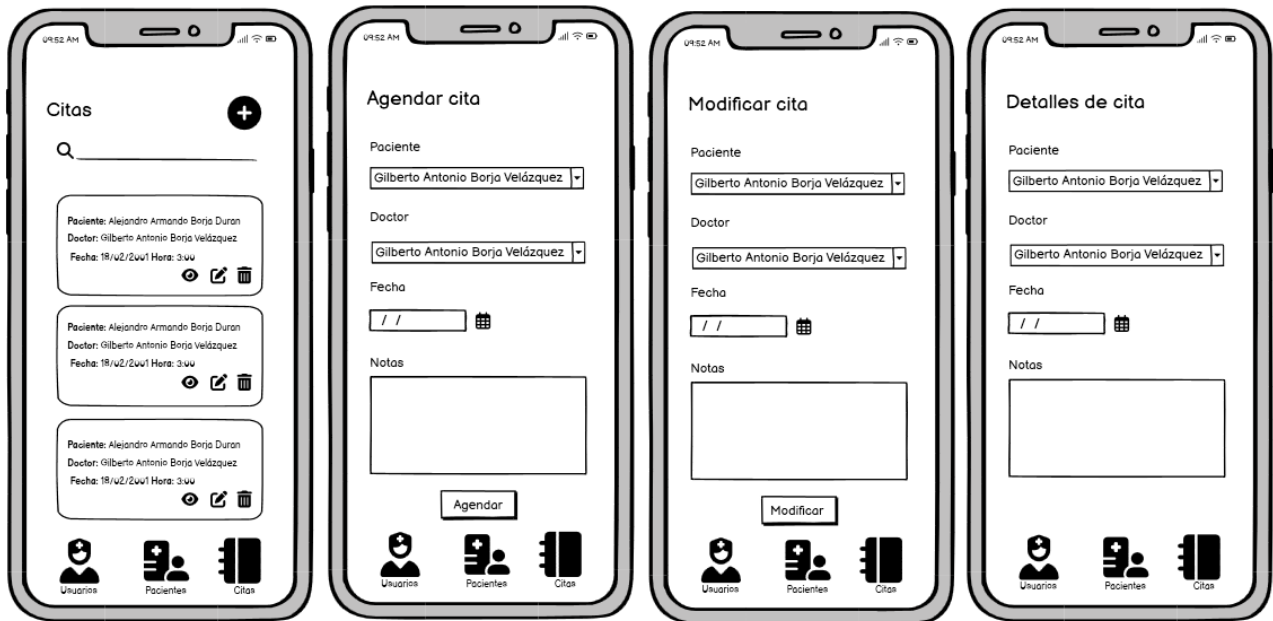 09:52 AM
Citas
Paciente: Alejandro Armando Borja Duran
Doctor: Gilberto Antonio Borja Velázquez
Fecha: 18/02/2001 Hora: 3:00
Paciente: Alejandro Armando Borja Duran
Doctor: Gilberto Antonio Borja Velázquez
Fecha: 18/02/2001 Hora: 3:00
Paciente: Alejandro Armando Borja Duran
Doctor: Gilberto Antonio Borja Velázquez
Fecha: 18/02/2001 Hora: 3:00
Usuarios Pacientes Citas
09:52 AM
Agendar cita
Paciente
Gilberto Antonio Borja Velázquez
Doctor
Gilberto Antonio Borja Velázquez
Fecha
/ /
Notas
Agendar
Usuarios Pacientes Citas
09:52 AM
Modificar cita
Paciente
Gilberto Antonio Borja Velázquez
Doctor
Gilberto Antonio Borja Velázquez
Fecha
/ /
Notas
Modificar
Usuarios Pacientes Citas
09:52 AM
Detalles de cita
Paciente
Gilberto Antonio Borja Velázquez
Doctor
Gilberto Antonio Borja Velázquez
Fecha
/ /
Notas
Usuarios Pacientes Citas